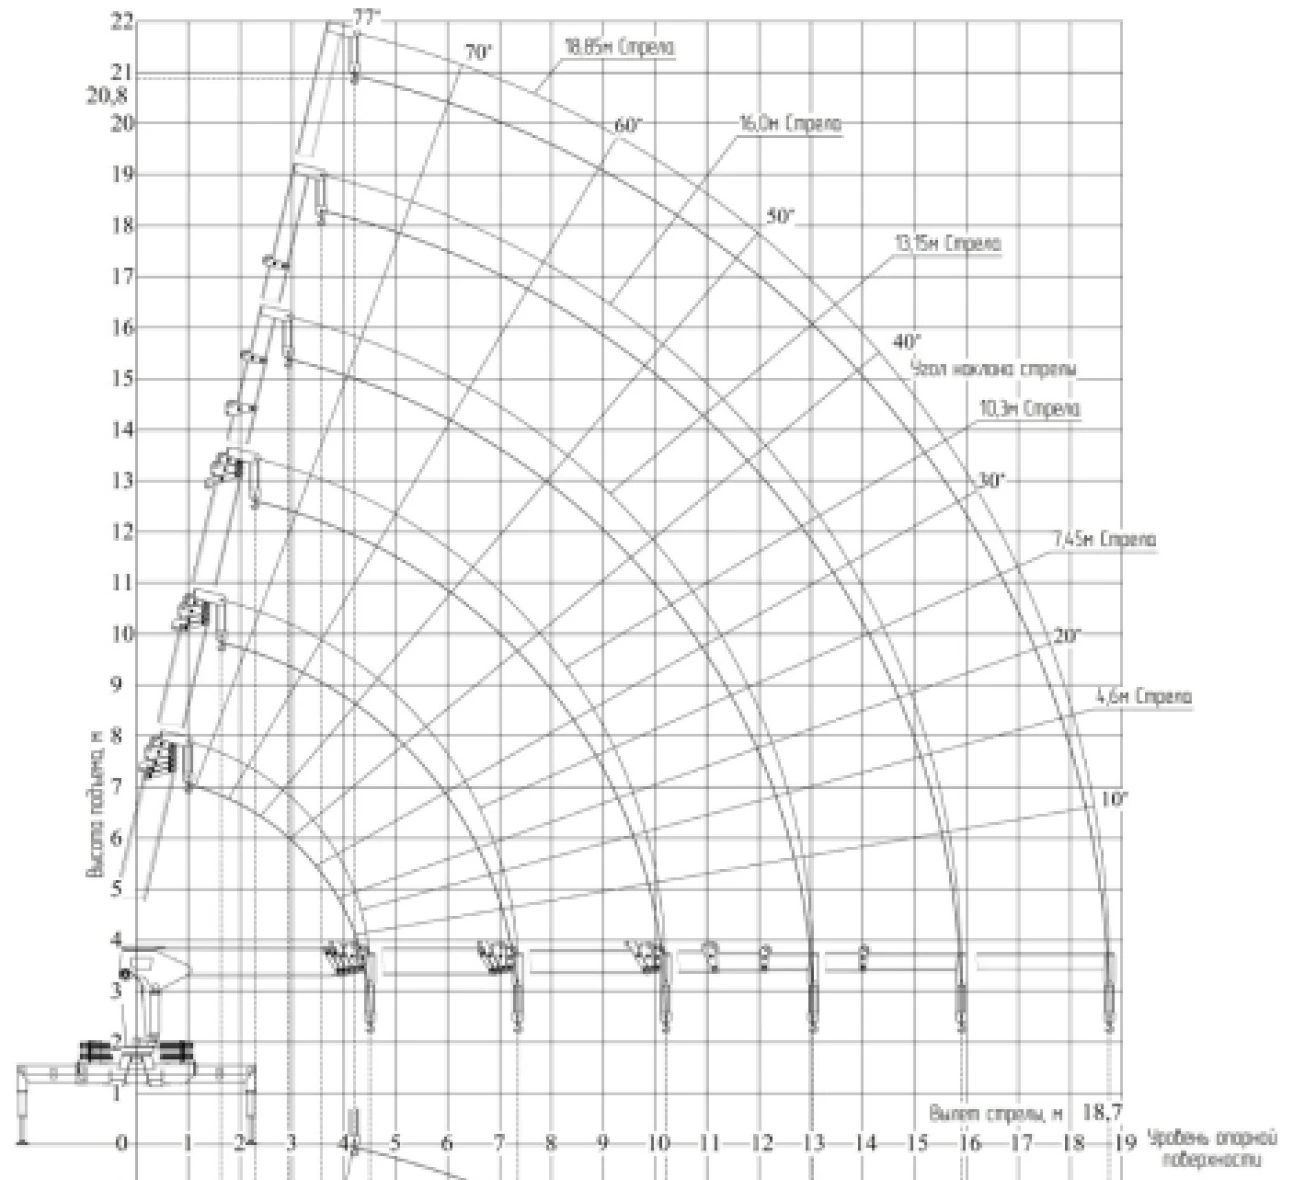 22
77°
70°
18,85м Стрела
21
20,8
20
60°
16,0м Стрела
19
18
50°
13,15м Стрела
17
16
40°
Угол наклона стрелы
15
10,3м Стрела
14
13
30°
12
7,45м Стрела
11
10
20°
9
4,6м Стрела
8
7
10°
6
Высота подъема, м
5
4
3
2
1
Вылет стрелы, м 18,7
0 1 2 3 4 5 6 7 8 9 10 11 12 13 14 15 16 17 18 19
Уровень опорной
поверхности